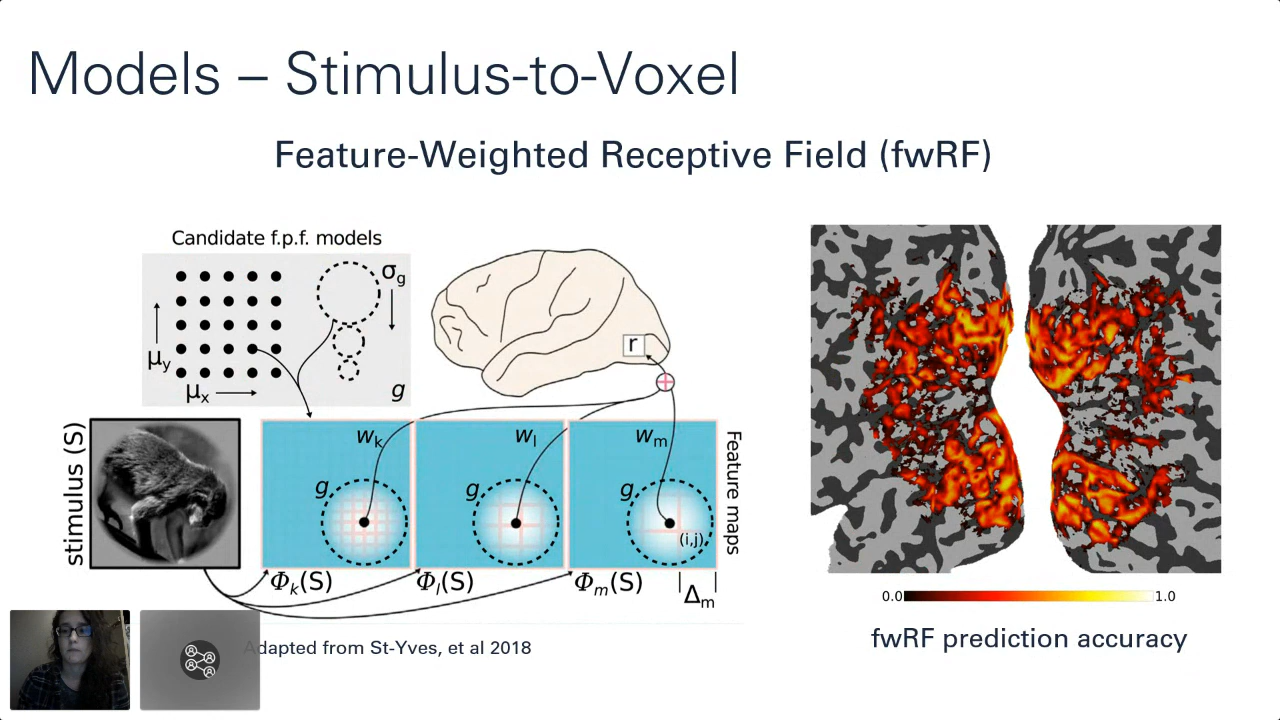 Models – Stimulus-to-Voxel
Feature-Weighted Receptive Field (fwRF)
Candidate f.p.f. models
σg
μy
μx
g
r
stimulus (S)
wk
wl
wm
g
g
g
(i,j)
Feature maps
Φk(S)
Φl(S)
Φm(S)
Δm
0.0
1.0
Adapted from St-Yves, et al 2018
fwRF prediction accuracy